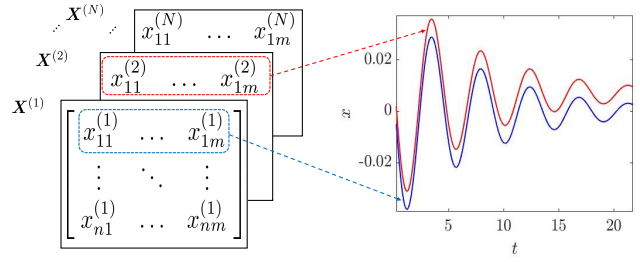 ⋰ X^(N) ⋰
x_11^(N) … x_1m^(N)
X^(2)
x_11^(2) … x_1m^(2)
X^(1)
x_11^(1) … x_1m^(1)
⋮ ⋱ ⋮
x_n1^(1) … x_nm^(1)
0.02
0
-0.02
x
5 10 15 20
t